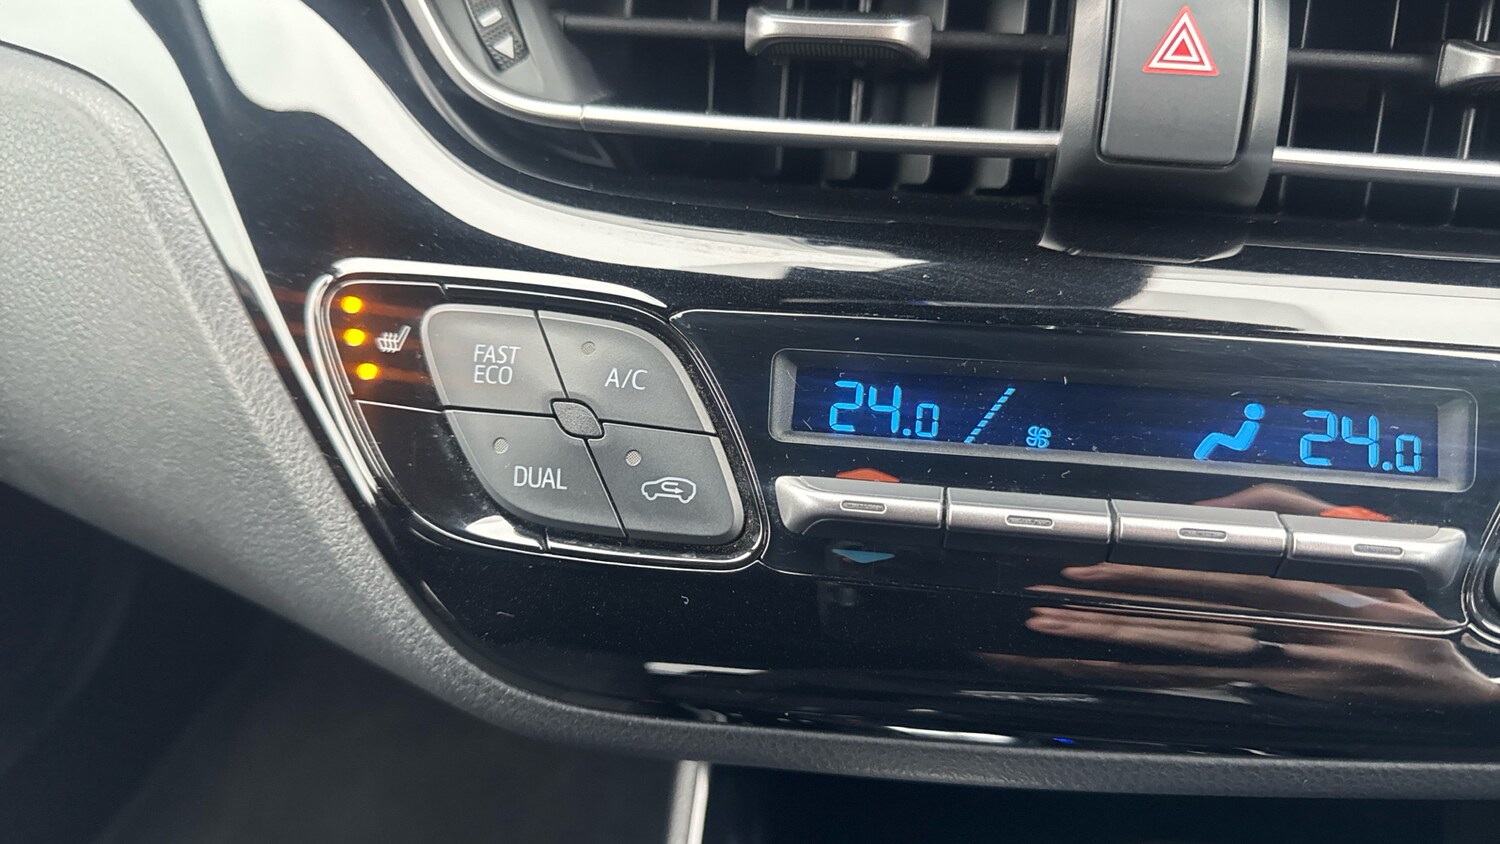 FAST
ECO
A/C
DUAL
24.0
24.0